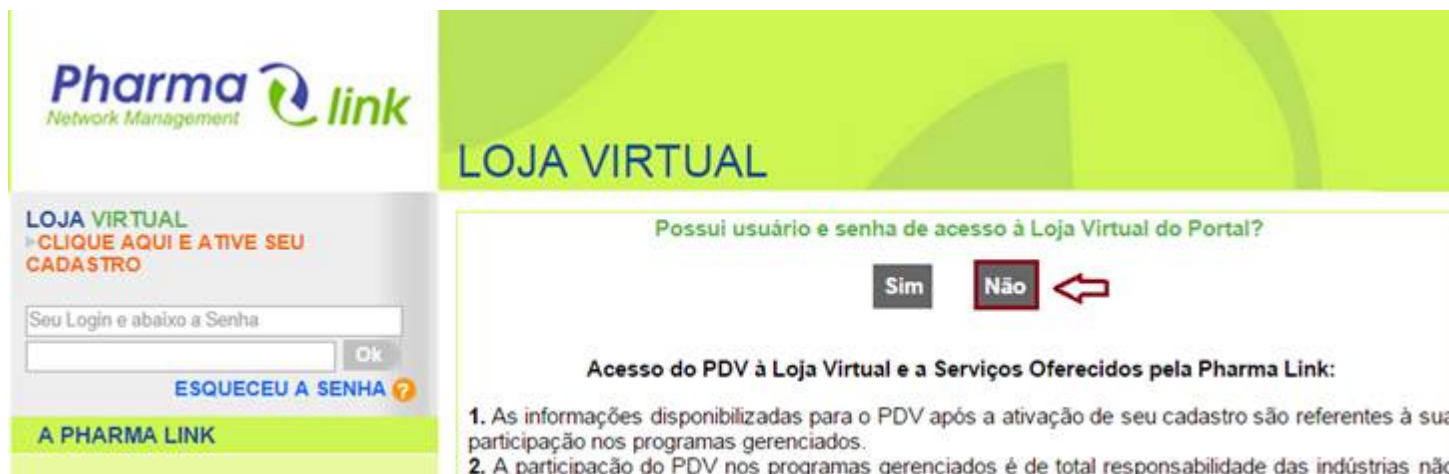 Pharma link
Network Management
LOJA VIRTUAL
LOJA VIRTUAL
CLIQUE AQUI E ATIVE SEU
CADASTRO
Seu Login e abaixo a Senha
Ok
ESQUECEU A SENHA ?
A PHARMA LINK
Possui usuário e senha de acesso à Loja Virtual do Portal?
Sim Não
Acesso do PDV à Loja Virtual e a Serviços Oferecidos pela Pharma Link:
1. As informações disponibilizadas para o PDV após a ativação de seu cadastro são referentes à sua
participação nos programas gerenciados.
2. A participação do PDV nos programas gerenciados é de total responsabilidade das indústrias não